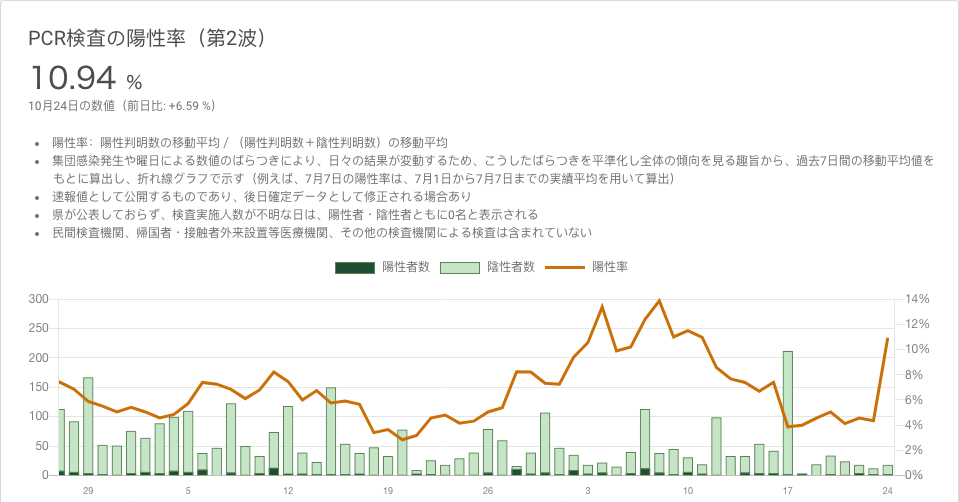 PCR検査の陽性率（第2波）
10.94 %
10月24日の数値（前日比: +6.59 %）
• 陽性率：陽性判明数の移動平均 / （陽性判明数＋陰性判明数）の移動平均
• 集団感染発生や曜日による数値のばらつきにより、日々の結果が変動するため、こうしたばらつきを平準化し全体の傾向を見る趣旨から、過去7日間の移動平均値を
もとに算出し、折れ線グラフで示す（例えば、7月7日の陽性率は、7月1日から7月7日までの実績平均を用いて算出）
• 速報値として公開するものであり、後日確定データとして修正される場合あり
• 県が公表しておらず、検査実施人数が不明な日は、陽性者・陰性者ともに0名と表示される
• 民間検査機関、帰国者・接触者外来設置等医療機関、その他の検査機関による検査は含まれていない
陽性者数 陰性者数 陽性率
300 14%
250 12%
200 10%
150 8%
100 6%
50 4%
0 2%
0%
29 5 12 19 26 3 10 17 24